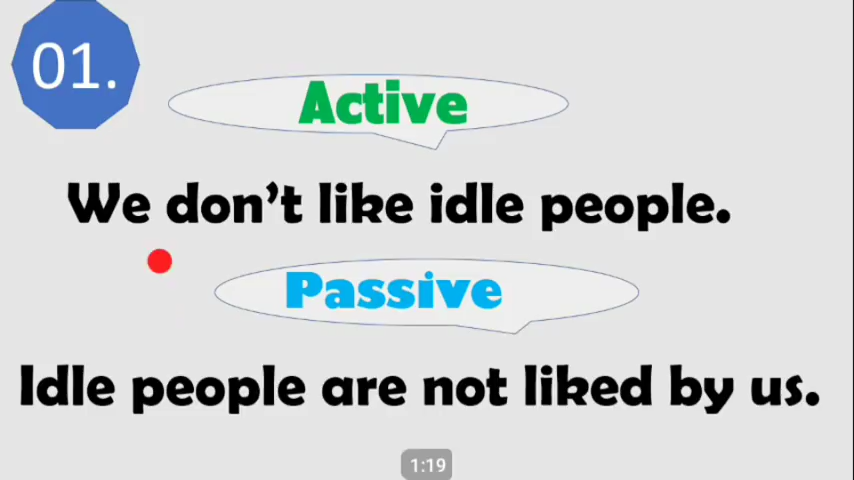 01.
Active
We don't like idle people.
Passive
Idle people are not liked by us.
1:19